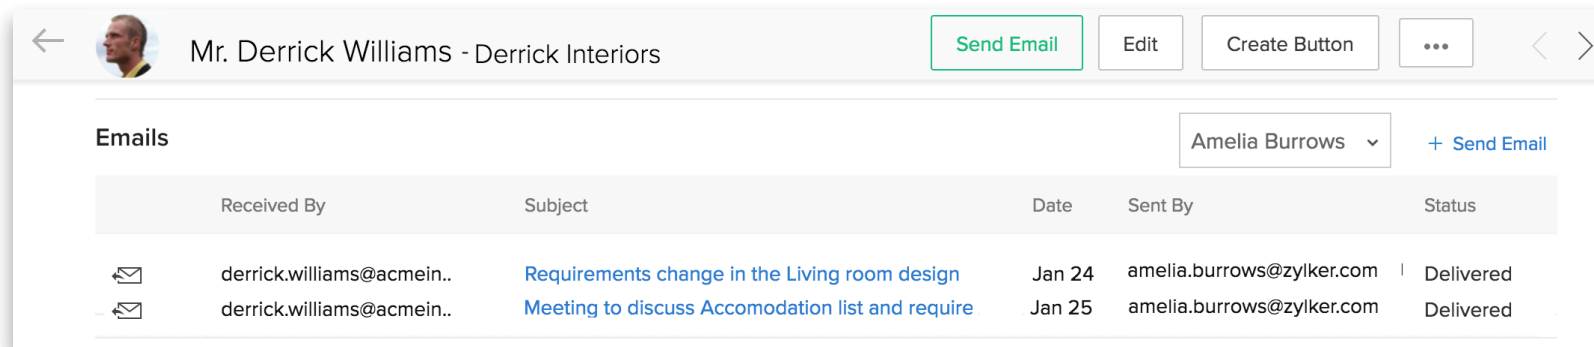 Mr. Derrick Williams - Derrick Interiors Send Email Edit Create Button •••
Emails Amelia Burrows + Send Email
Received By Subject Date Sent By Status
derrick.williams@acmein.. Requirements change in the Living room design Jan 24 amelia.burrows@zylker.com Delivered
derrick.williams@acmein.. Meeting to discuss Accomodation list and require Jan 25 amelia.burrows@zylker.com Delivered